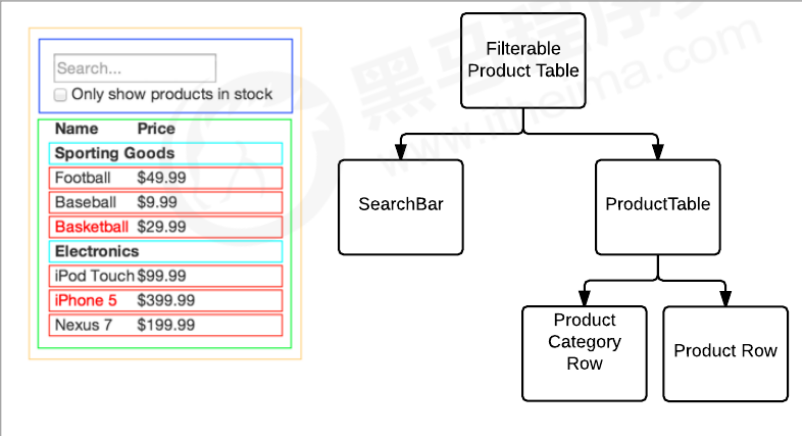 Search...
Only show products in stock
Name Price
Sporting Goods
Football $49.99
Baseball $9.99
Basketball $29.99
Electronics
iPod Touch $99.99
iPhone 5 $399.99
Nexus 7 $199.99
Filterable
Product Table
SearchBar
ProductTable
Product
Category
Row
Product Row
黑马程序
www.itheima.com